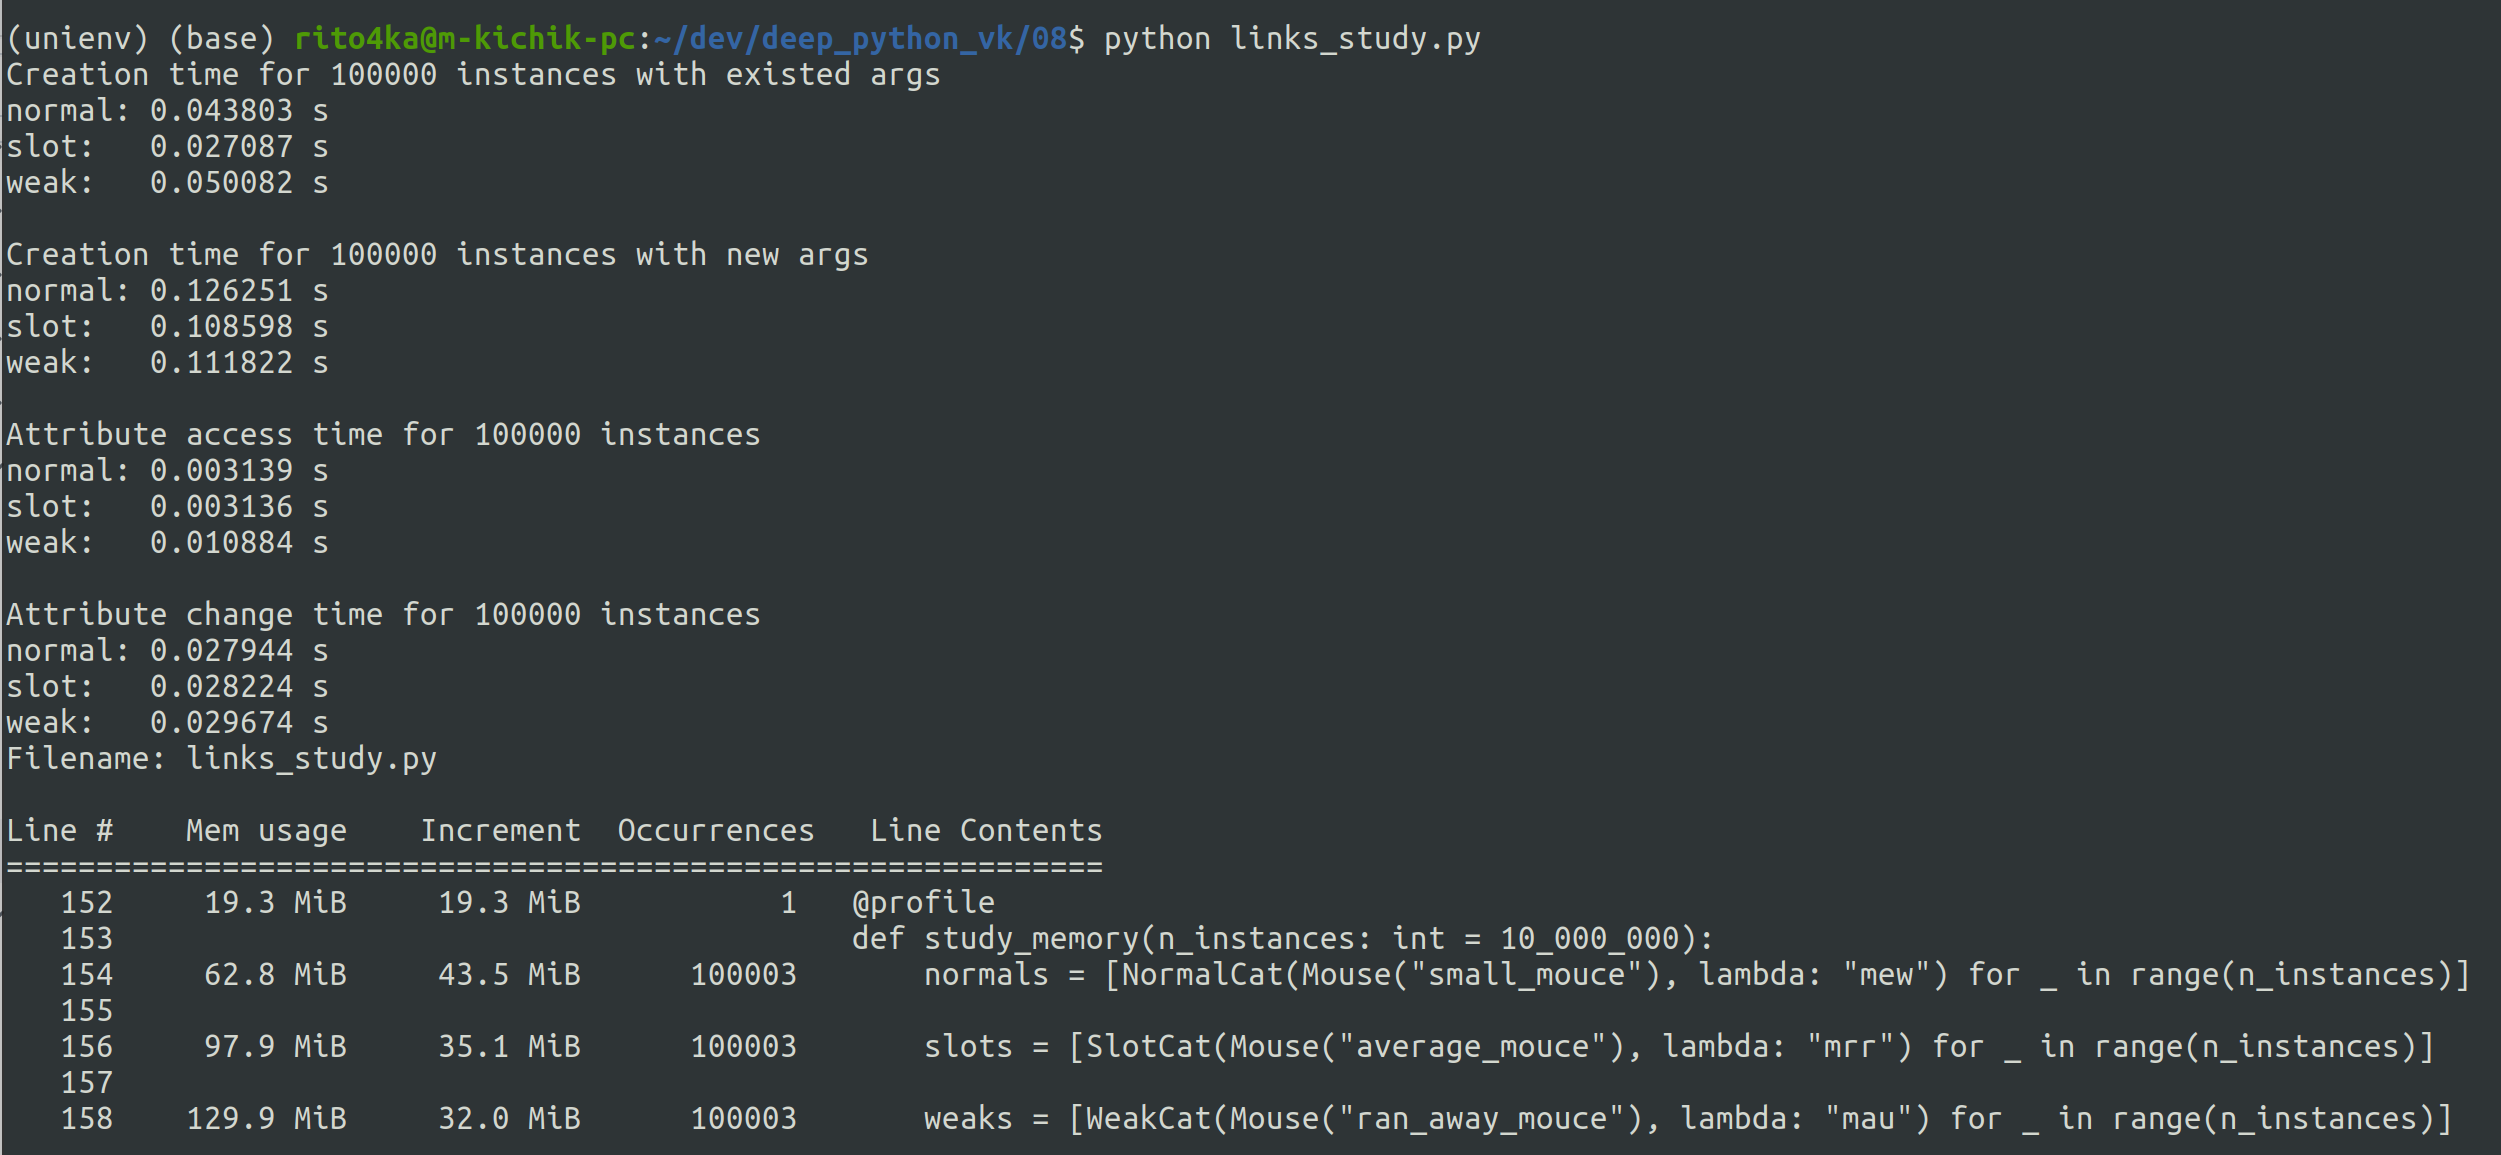 (unienv) (base) rito4ka@m-kichik-pc:~/dev/deep_python_vk/08$ python links_study.py
Creation time for 100000 instances with existed args
normal: 0.043803 s
slot:   0.027087 s
weak:   0.050082 s

Creation time for 100000 instances with new args
normal: 0.126251 s
slot:   0.108598 s
weak:   0.111822 s

Attribute access time for 100000 instances
normal: 0.003139 s
slot:   0.003136 s
weak:   0.010884 s

Attribute change time for 100000 instances
normal: 0.027944 s
slot:   0.028224 s
weak:   0.029674 s
Filename: links_study.py

Line #    Mem usage    Increment  Occurrences   Line Contents
=============================================================
   152     19.3 MiB     19.3 MiB           1   @profile
   153                                         def study_memory(n_instances: int = 10_000_000):
   154     62.8 MiB     43.5 MiB      100003       normals = [NormalCat(Mouse("small_mouce"), lambda: "mew") for _ in range(n_instances)]
   155
   156     97.9 MiB     35.1 MiB      100003       slots = [SlotCat(Mouse("average_mouce"), lambda: "mrr") for _ in range(n_instances)]
   157
   158    129.9 MiB     32.0 MiB      100003       weaks = [WeakCat(Mouse("ran_away_mouce"), lambda: "mau") for _ in range(n_instances)]